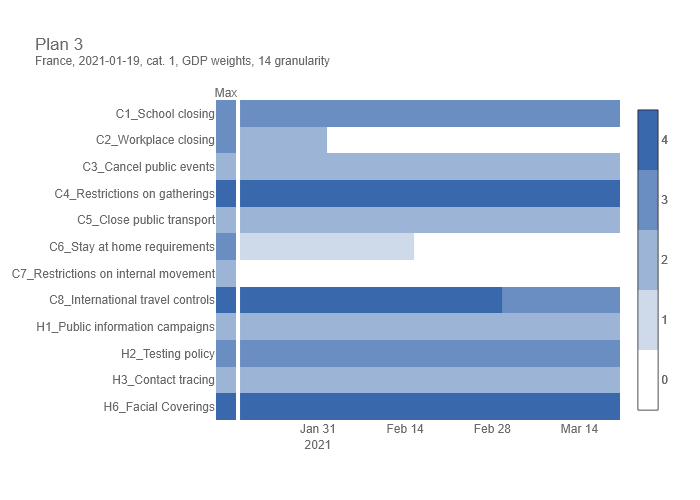 Plan 3
France, 2021-01-19, cat. 1, GDP weights, 14 granularity
Max
C1_School closing
C2_Workplace closing
C3_Cancel public events
C4_Restrictions on gatherings
C5_Close public transport
C6_Stay at home requirements
C7_Restrictions on internal movement
C8_International travel controls
H1_Public information campaigns
H2_Testing policy
H3_Contact tracing
H6_Facial Coverings
Jan 31
2021
Feb 14
Feb 28
Mar 14
4
3
2
1
0